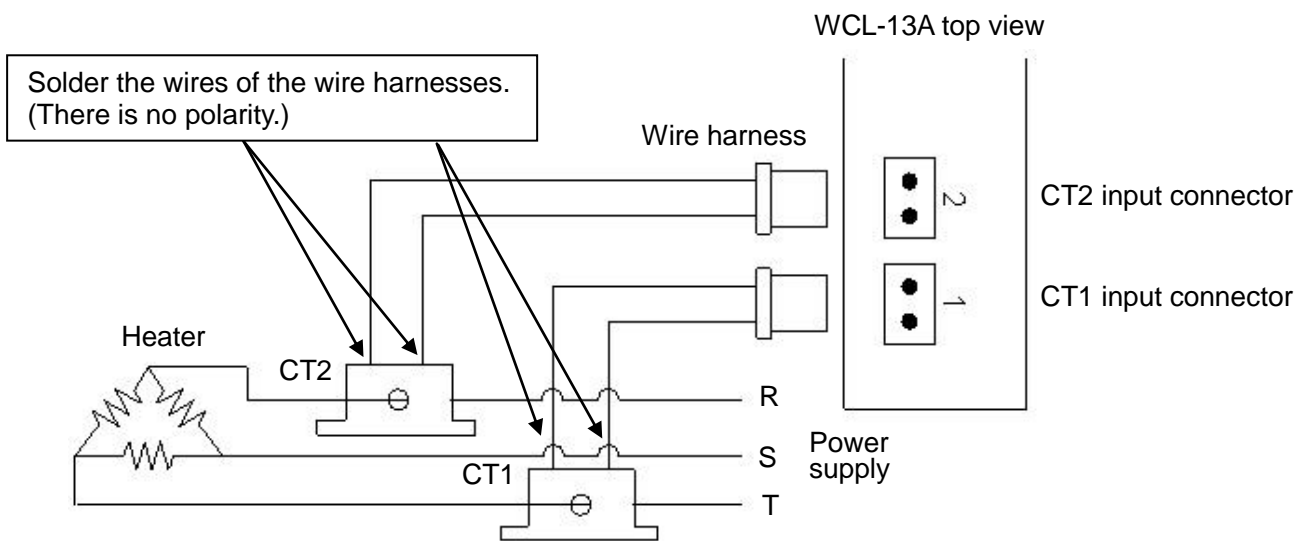 WCL-13A top view
Solder the wires of the wire harnesses.
(There is no polarity.)
Wire harness
2
CT2 input connector
1
CT1 input connector
Heater
CT2
R
S
Power
supply
CT1
T